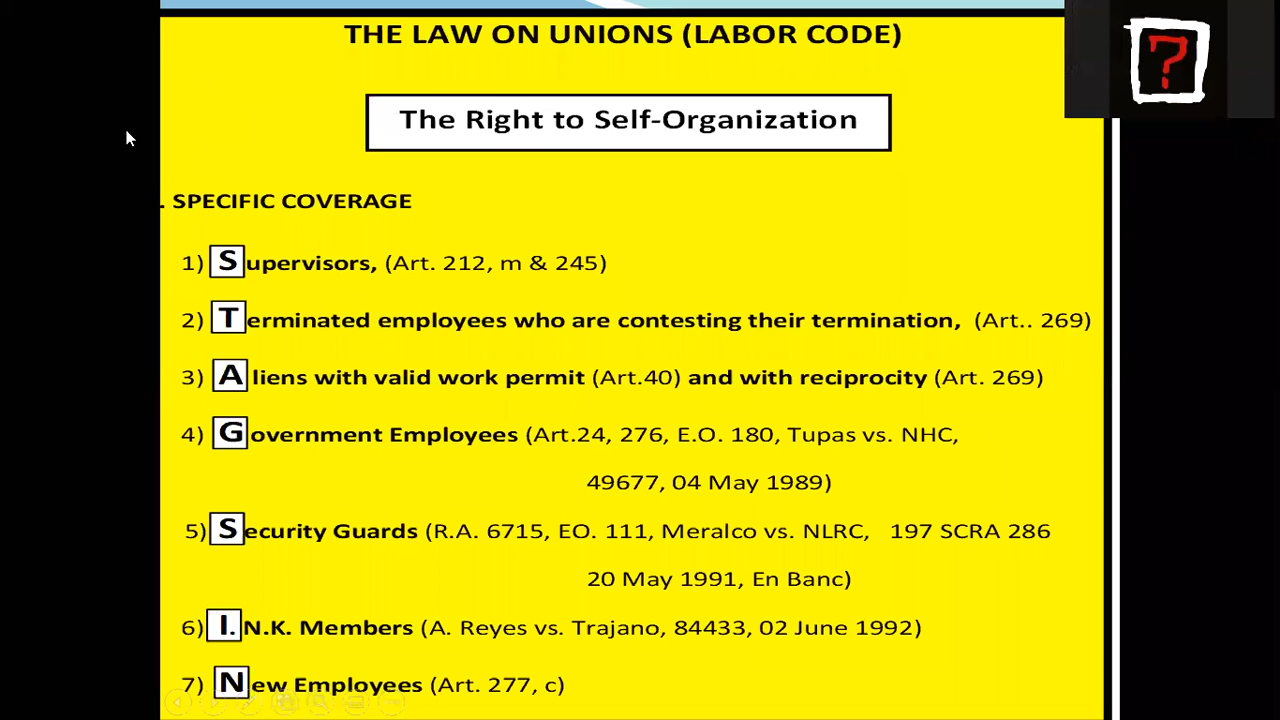 THE LAW ON UNIONS (LABOR CODE)
?
The Right to Self-Organization
. SPECIFIC COVERAGE
1) Supervisors, (Art. 212, m & 245)
2) Terminated employees who are contesting their termination, (Art.. 269)
3) Aliens with valid work permit (Art.40) and with reciprocity (Art. 269)
4) Government Employees (Art.24, 276, E.O. 180, Tupas vs. NHC,
49677, 04 May 1989)
5) Security Guards (R.A. 6715, EO. 111, Meralco vs. NLRC, 197 SCRA 286
20 May 1991, En Banc)
6) I.N.K. Members (A. Reyes vs. Trajano, 84433, 02 June 1992)
7) New Employees (Art. 277, c)